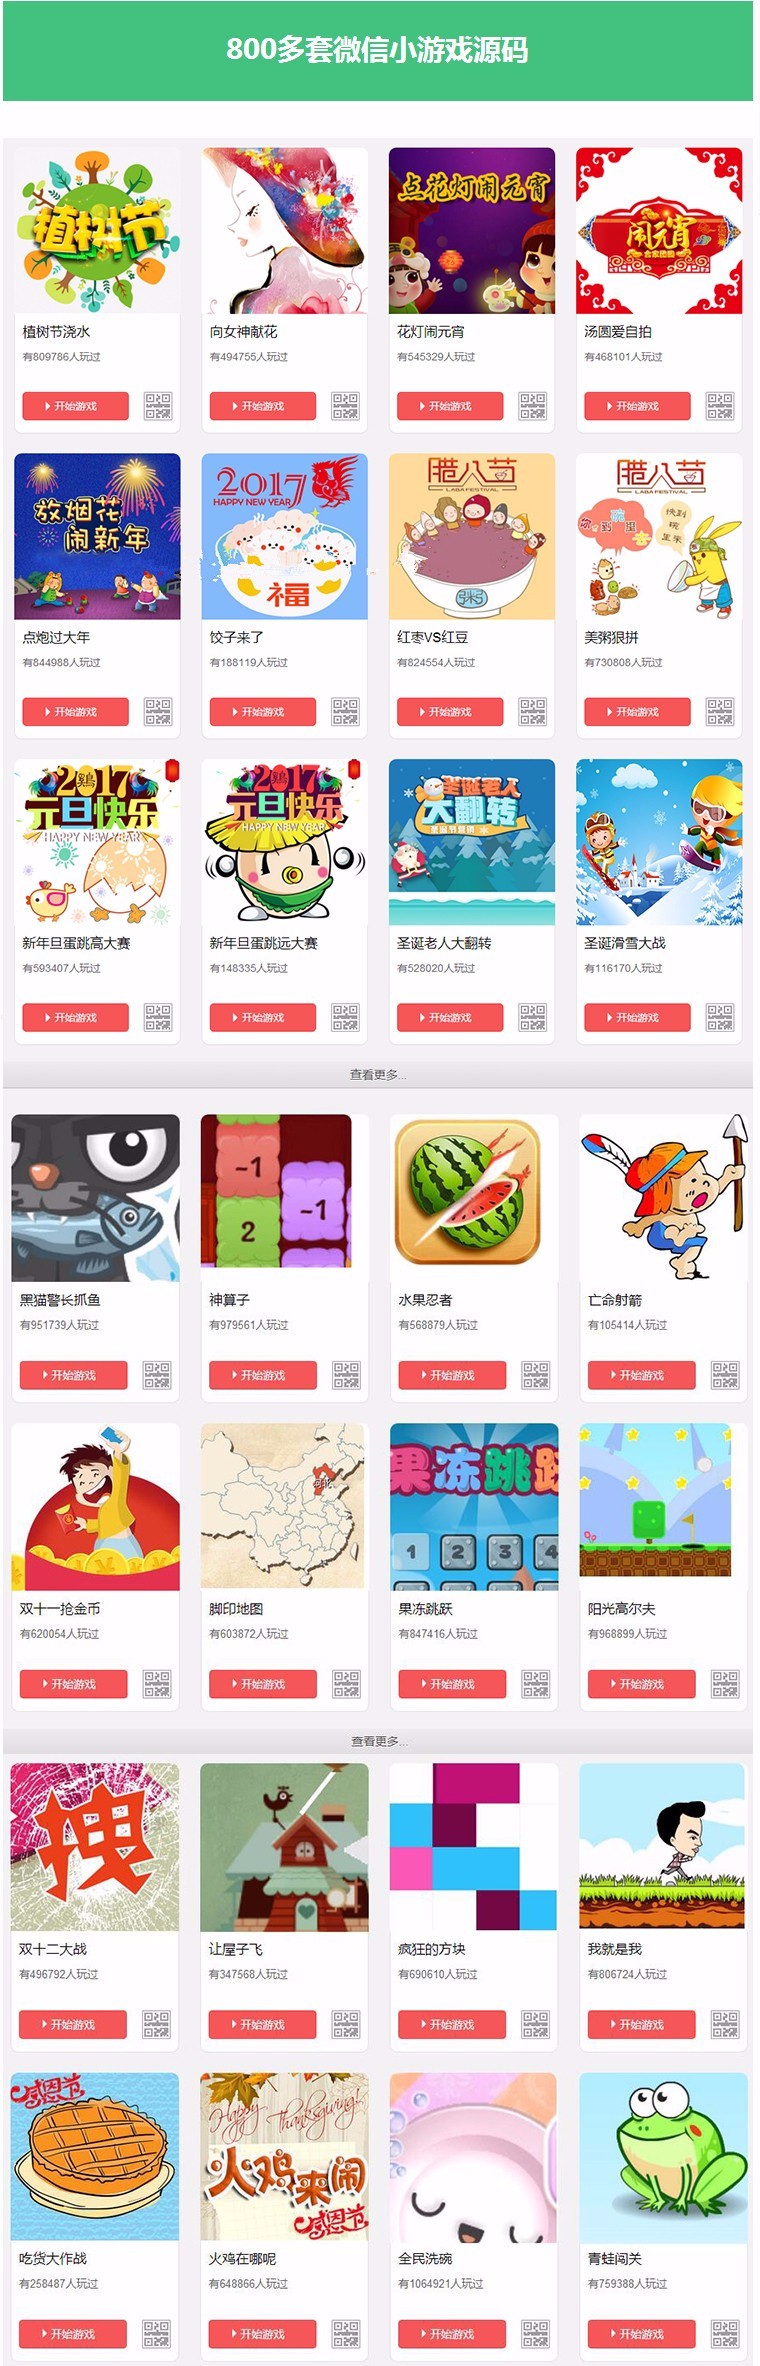 800多套微信小游戏源码
植树节
点花灯闹元宵
闹元宵
合家团圆
植树节浇水
向女神献花
花灯闹元宵
汤圆爱自拍
有809786人玩过
有494755人玩过
有545329人玩过
有468101人玩过
开始游戏
开始游戏
开始游戏
开始游戏
放烟花
闹新年
2017
HAPPY NEW YEAR
福
腊八节
LABA FESTIVAL
粥
腊八节
LABA FESTIVAL
你到碗里去
快到
碗
里来
点炮过大年
饺子来了
红枣VS红豆
美粥狠拼
有844988人玩过
有188119人玩过
有824554人玩过
有730808人玩过
开始游戏
开始游戏
开始游戏
开始游戏
2017
鷄
元旦快乐
HAPPY NEW YEAR
2017
鷄
元旦快乐
HAPPY NEW YEAR
圣诞老人
大翻转
新年旦蛋跳高大赛
新年旦蛋跳远大赛
圣诞老人大翻转
圣诞滑雪大战
有593407人玩过
有148335人玩过
有528020人玩过
有116170人玩过
开始游戏
开始游戏
开始游戏
开始游戏
查看更多...
-1
2
-1
黑猫警长抓鱼
神算子
水果忍者
亡命射箭
有951739人玩过
有979561人玩过
有568879人玩过
有105414人玩过
开始游戏
开始游戏
开始游戏
开始游戏
河北
果冻跳跃
1 2 3 4
双十一抢金币
脚印地图
果冻跳跃
阳光高尔夫
有620054人玩过
有603872人玩过
有847416人玩过
有968899人玩过
开始游戏
开始游戏
开始游戏
开始游戏
查看更多...
拽
双十二大战
让屋子飞
疯狂的方块
我就是我
有496792人玩过
有347568人玩过
有690610人玩过
有806724人玩过
开始游戏
开始游戏
开始游戏
开始游戏
感恩节
Happy Thanksgiving!
火鸡来闹
感恩节
吃货大作战
火鸡在哪呢
全民洗碗
青蛙闯关
有258487人玩过
有648866人玩过
有1064921人玩过
有759388人玩过
开始游戏
开始游戏
开始游戏
开始游戏